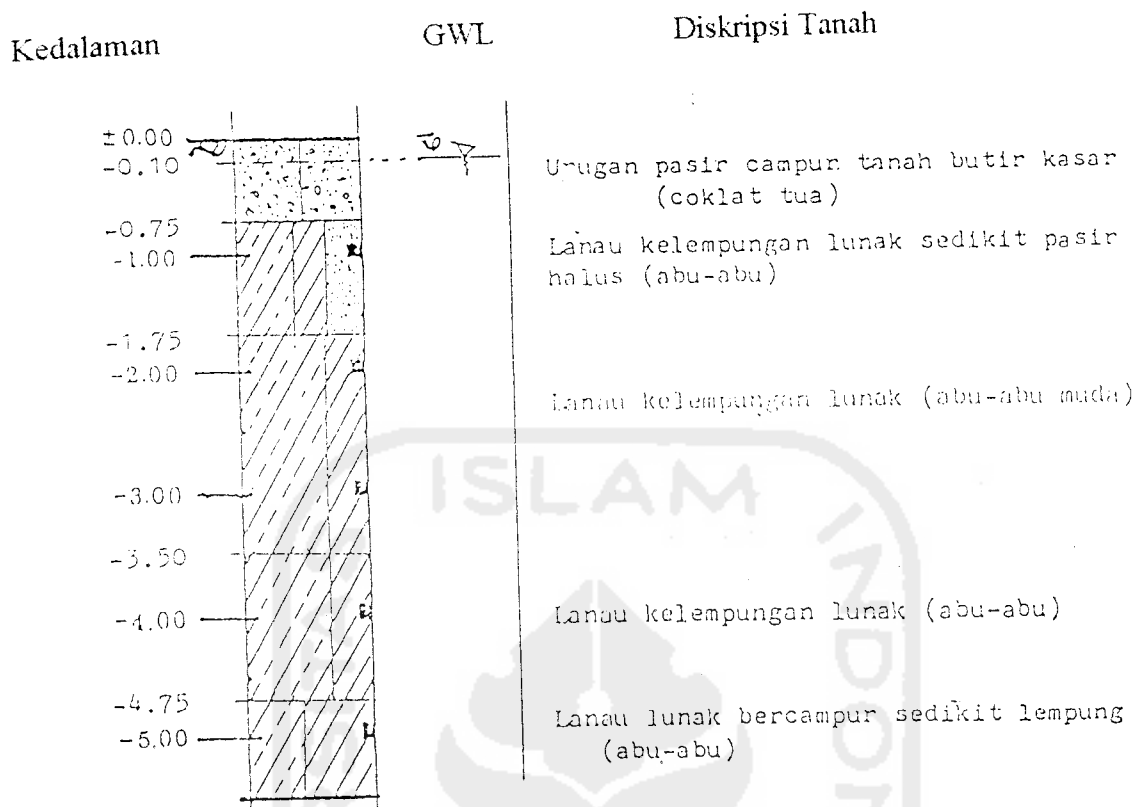 Kedalaman GWL Diskripsi Tanah
±0.00
-0.10
Urugan pasir campur tanah butir kasar
(coklat tua)
-0.75
-1.00
Lanau kelempungan lunak sedikit pasir
halus (abu-abu)
-1.75
-2.00
Lanau kelempungan lunak (abu-abu muda)
-3.00
-3.50
-4.00
Lanau kelempungan lunak (abu-abu)
-4.75
-5.00
Lanau lunak bercampur sedikit lempung
(abu-abu)
ISLAM
INDON